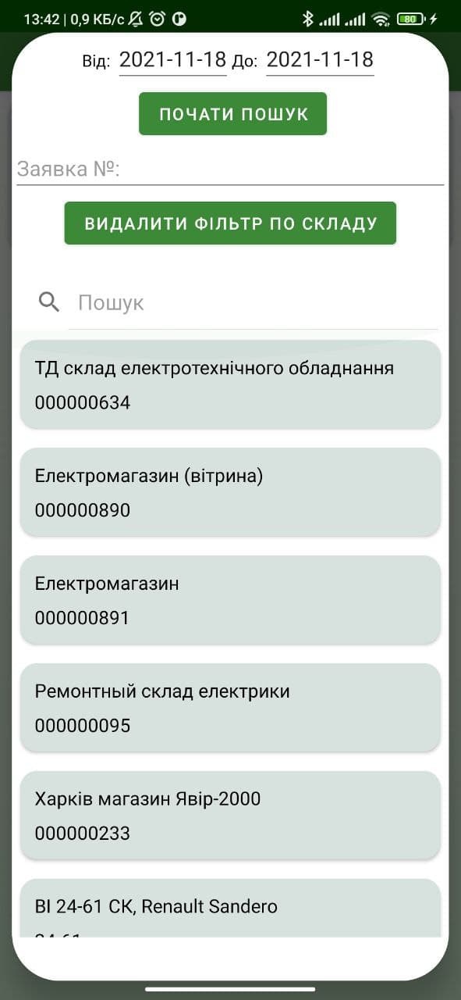 13:42 | 0,9 КБ/с
80
Від: 2021-11-18 До: 2021-11-18
ПОЧАТИ ПОШУК
Заявка №:
ВИДАЛИТИ ФІЛЬТР ПО СКЛАДУ
Пошук
ТД склад електротехнічного обладнання
000000634
Електромагазин (вітрина)
000000890
Електромагазин
000000891
Ремонтный склад електрики
000000095
Харків магазин Явір-2000
000000233
ВІ 24-61 СК, Renault Sandero